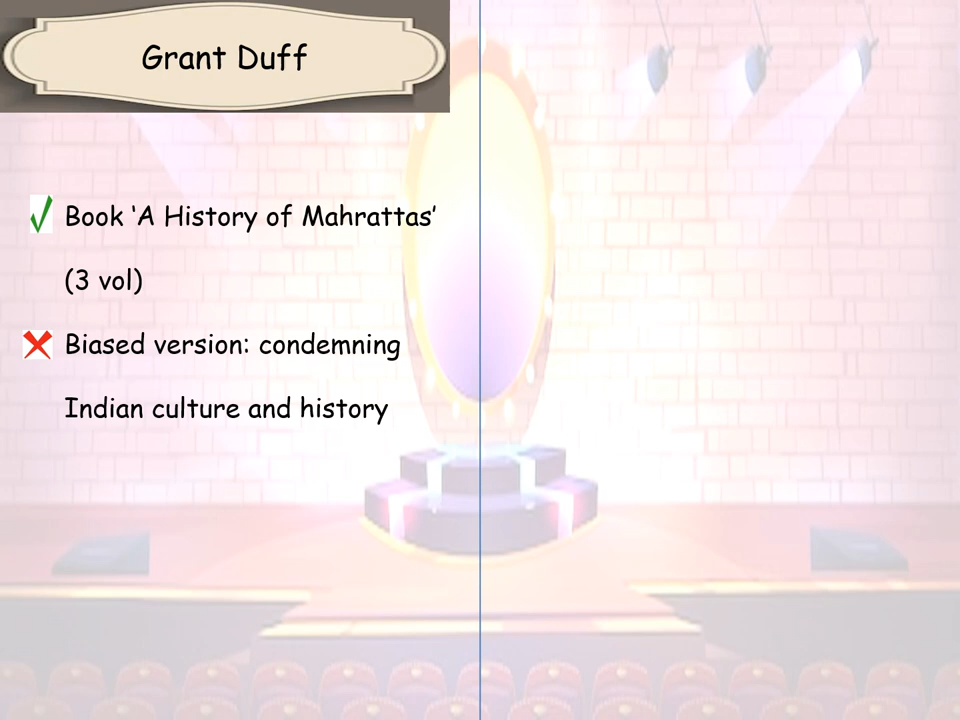 Grant Duff
Book ‘A History of Mahrattas’
(3 vol)
Biased version: condemning
Indian culture and history